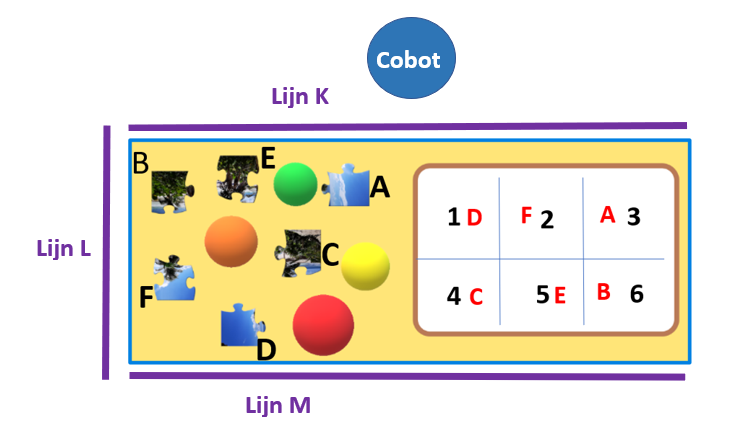 Cobot
Lijn K
B
E
A
1 D
F 2
A 3
Lijn L
C
F
4 C
5 E
B 6
D
Lijn M